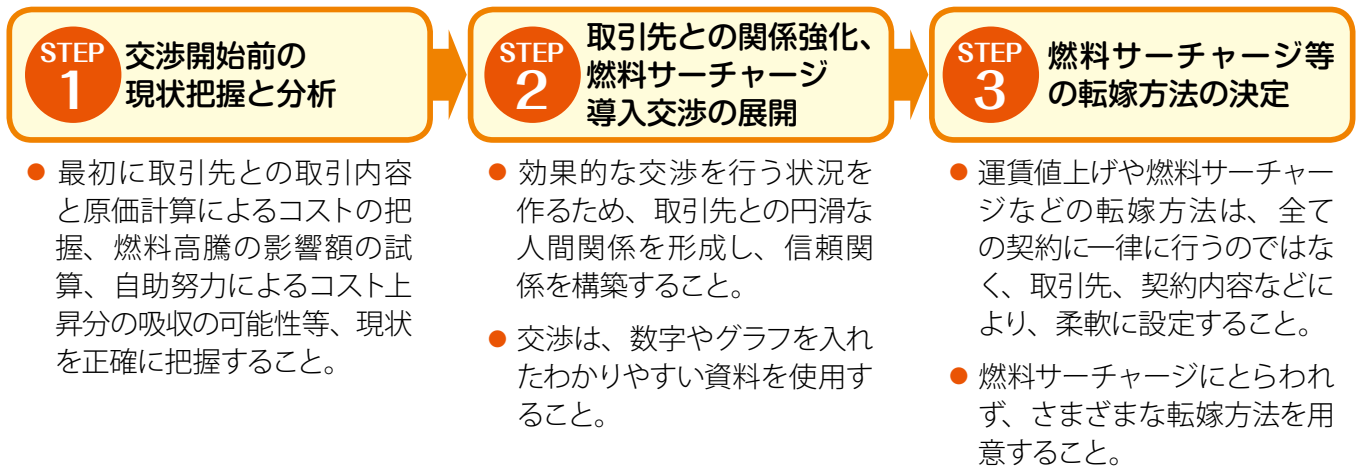 STEP
1
交渉開始前の
現状把握と分析
STEP
2
取引先との関係強化、
燃料サーチャージ
導入交渉の展開
STEP
3
燃料サーチャージ等
の転嫁方法の決定
● 最初に取引先との取引内容
と原価計算によるコストの把
握、燃料高騰の影響額の試
算、自助努力によるコスト上
昇分の吸収の可能性等、現状
を正確に把握すること。
● 効果的な交渉を行う状況を
作るため、取引先との円滑な
人間関係を形成し、信頼関
係を構築すること。
● 交渉は、数字やグラフを入れ
たわかりやすい資料を使用す
ること。
● 運賃値上げや燃料サーチャー
ジなどの転嫁方法は、全て
の契約に一律に行うのではな
く、取引先、契約内容などに
より、柔軟に設定すること。
● 燃料サーチャージにとらわれ
ず、さまざまな転嫁方法を用
意すること。